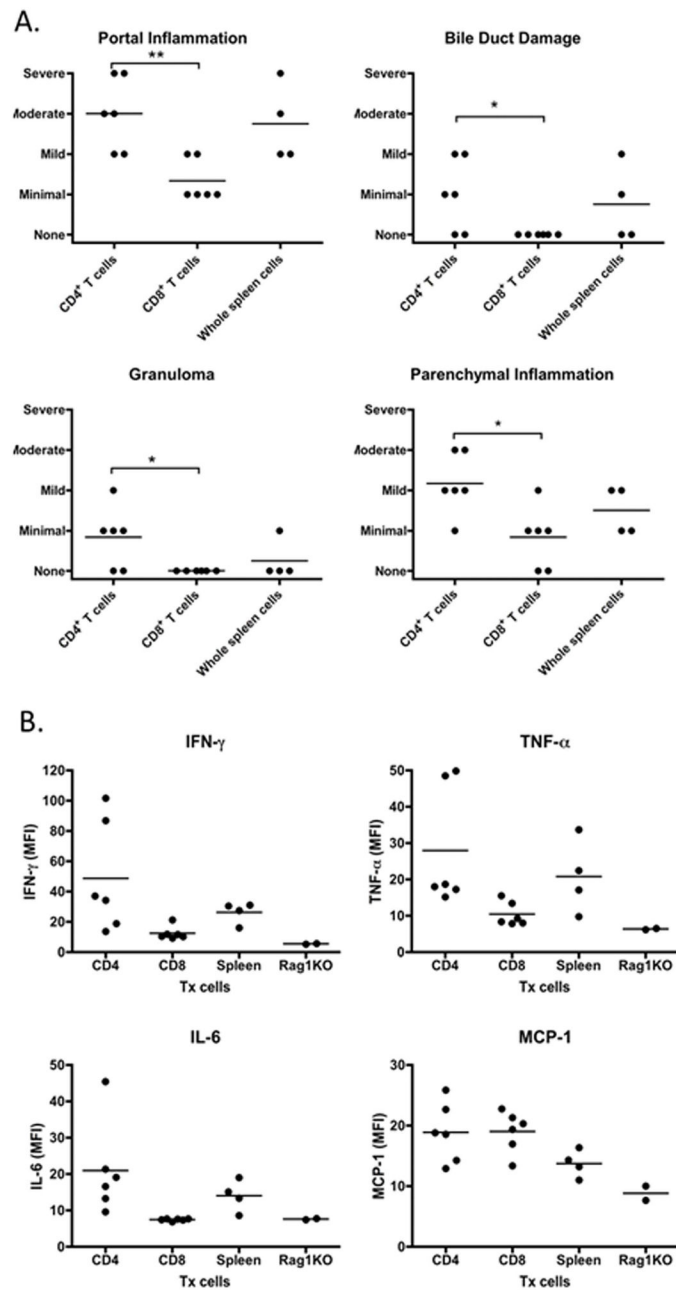 A.
Portal Inflammation
**
Severe
Moderate
Mild
Minimal
None
CD4+ T cells
CD8+ T cells
Whole spleen cells
Bile Duct Damage
*
Severe
Moderate
Mild
Minimal
None
CD4+ T cells
CD8+ T cells
Whole spleen cells
Granuloma
*
Severe
Moderate
Mild
Minimal
None
CD4+ T cells
CD8+ T cells
Whole spleen cells
Parenchymal Inflammation
*
Severe
Moderate
Mild
Minimal
None
CD4+ T cells
CD8+ T cells
Whole spleen cells
B.
IFN-γ
IFN-γ (MFI)
120
100
80
60
40
20
0
CD4 CD8 Spleen Rag1KO
Tx cells
TNF-α
TNF-α (MFI)
50
40
30
20
10
0
CD4 CD8 Spleen Rag1KO
Tx cells
IL-6
IL-6 (MFI)
50
40
30
20
10
0
CD4 CD8 Spleen Rag1KO
Tx cells
MCP-1
MCP-1 (MFI)
30
20
10
0
CD4 CD8 Spleen Rag1KO
Tx cells